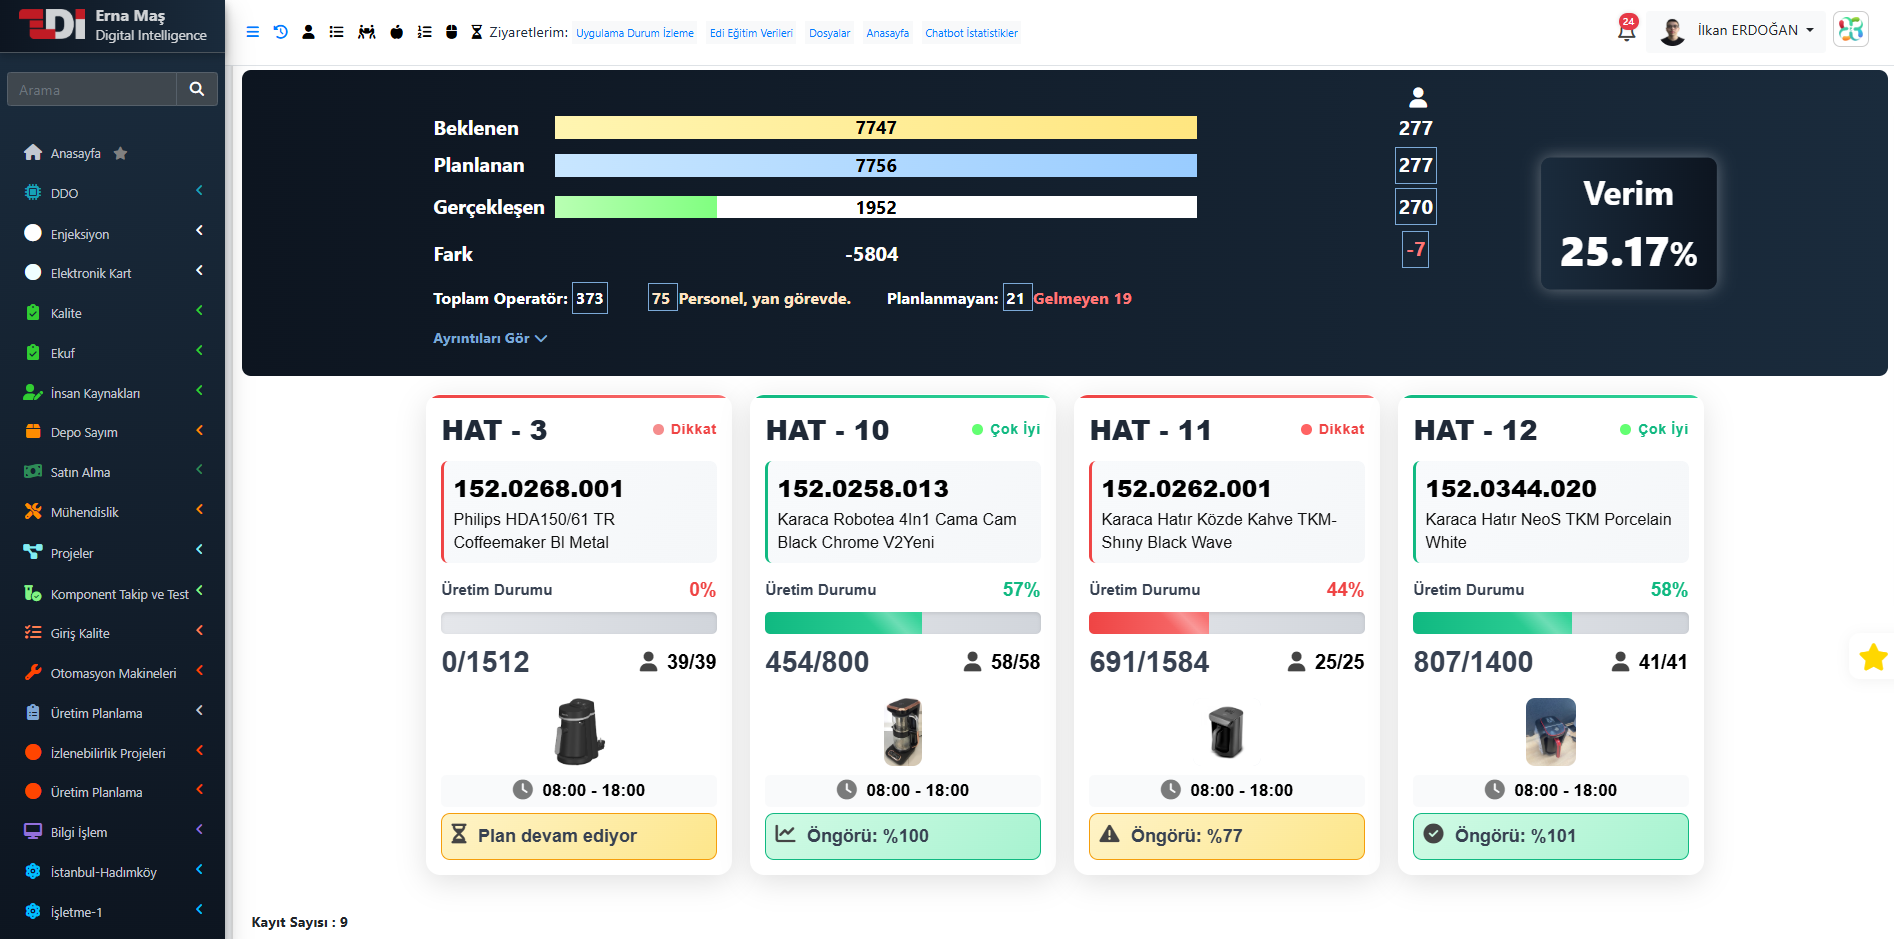 EDi Erna Maş
Digital Intelligence
Ziyaretlerim: Uygulama Durum İzleme Edi Eğitim Verileri Dosyalar Anasayfa Chatbot İstatistikler
24
İlkan ERDOĞAN
Arama
Anasayfa
DDO
Enjeksiyon
Elektronik Kart
Kalite
Ekuf
İnsan Kaynakları
Depo Sayım
Satın Alma
Mühendislik
Projeler
Komponent Takip ve Test
Giriş Kalite
Otomasyon Makineleri
Üretim Planlama
İzlenebilirlik Projeleri
Üretim Planlama
Bilgi İşlem
İstanbul-Hadımköy
İşletme-1
Beklenen 7747 277
Planlanan 7756 277
Gerçekleşen 1952 270
Fark -5804 -7
Toplam Operatör: 373 75 Personel, yan görevde. Planlanmayan: 21 Gelmeyen 19
Ayrıntıları Gör
Verim
25.17%
HAT - 3 Dikkat
152.0268.001
Philips HDA150/61 TR
Coffeemaker Bl Metal
Üretim Durumu 0%
0/1512 39/39
08:00 - 18:00
Plan devam ediyor
HAT - 10 Çok İyi
152.0258.013
Karaca Robotea 4In1 Cama Cam
Black Chrome V2Yeni
Üretim Durumu 57%
454/800 58/58
08:00 - 18:00
Öngörü: %100
HAT - 11 Dikkat
152.0262.001
Karaca Hatır Közde Kahve TKM-
Shıny Black Wave
Üretim Durumu 44%
691/1584 25/25
08:00 - 18:00
Öngörü: %77
HAT - 12 Çok İyi
152.0344.020
Karaca Hatır NeoS TKM Porcelain
White
Üretim Durumu 58%
807/1400 41/41
08:00 - 18:00
Öngörü: %101
Kayıt Sayısı : 9